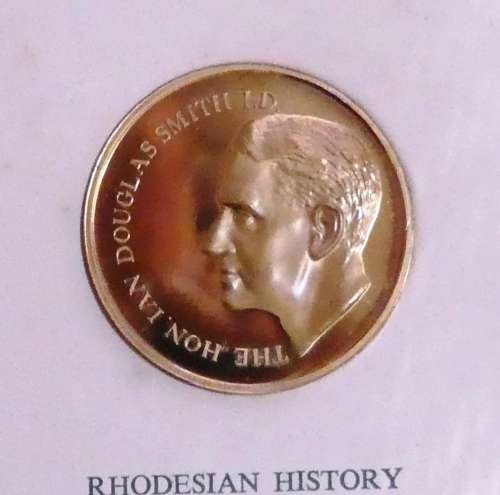 THE HON. IAN DOUGLAS SMITH I.D.
RHODESIAN HISTORY